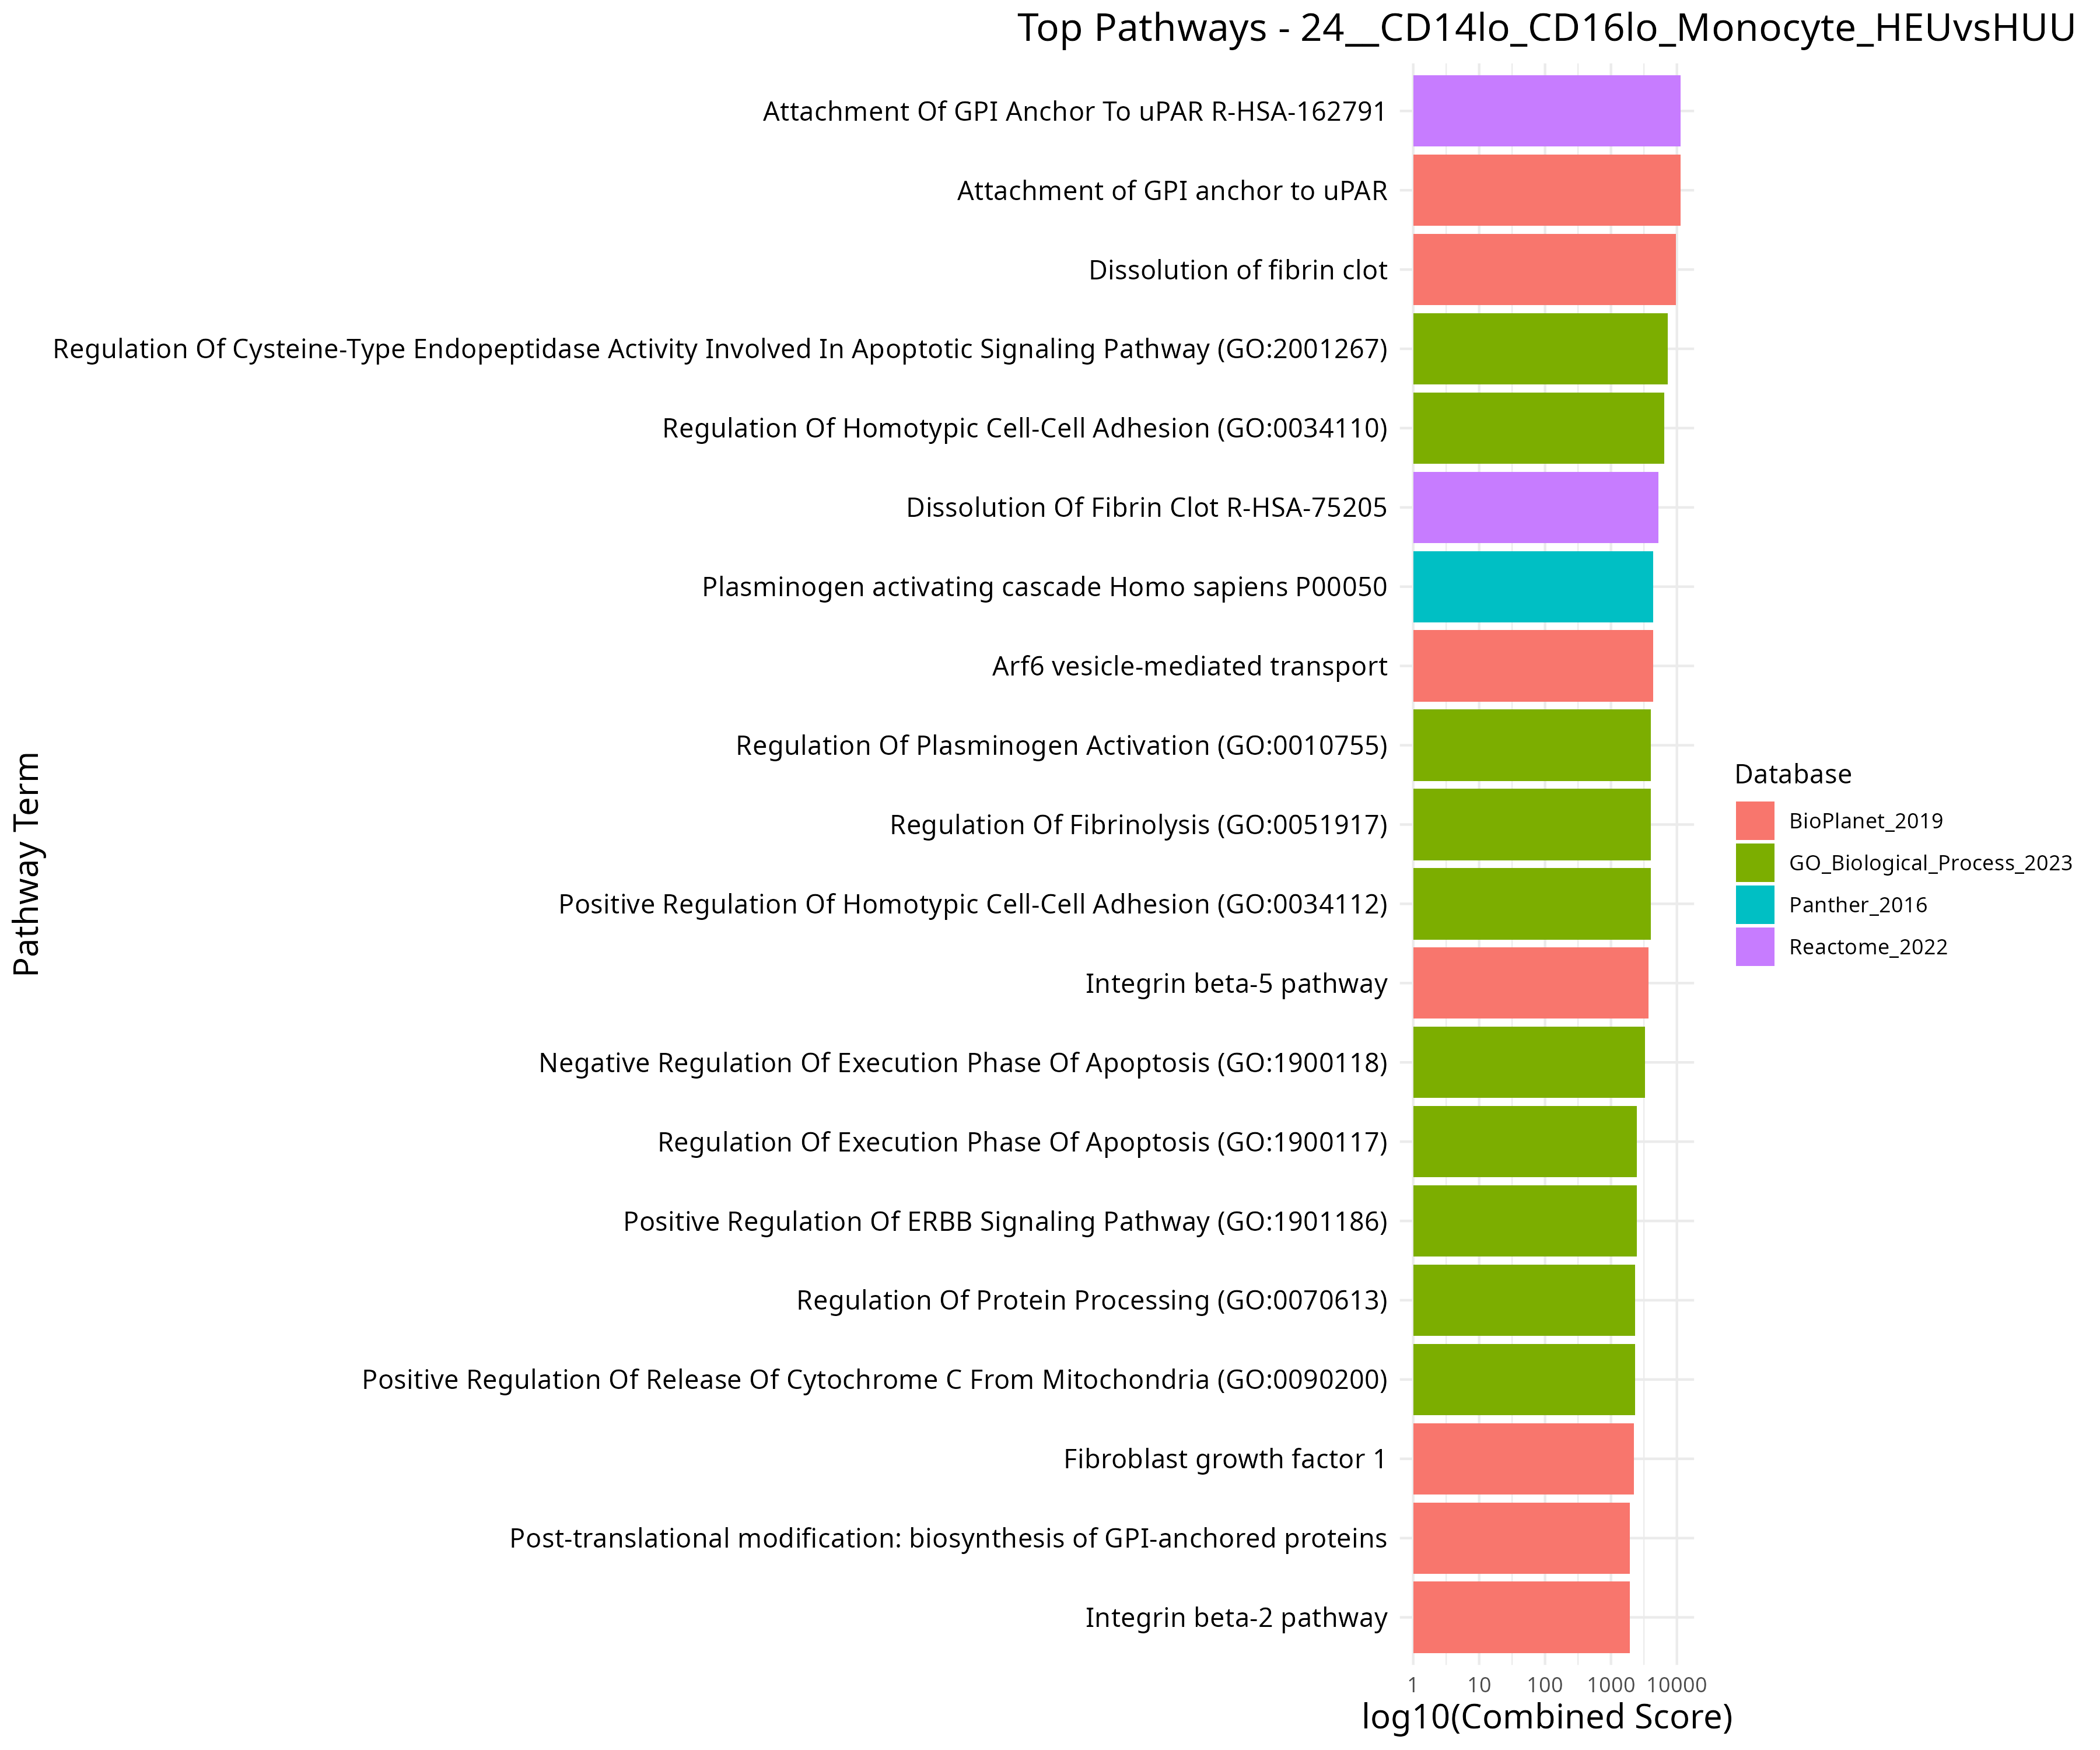 Top Pathways - 24__CD14lo_CD16lo_Monocyte_HEUvsHUU
Pathway Term
Attachment Of GPI Anchor To uPAR R-HSA-162791
Attachment of GPI anchor to uPAR
Dissolution of fibrin clot
Regulation Of Cysteine-Type Endopeptidase Activity Involved In Apoptotic Signaling Pathway (GO:2001267)
Regulation Of Homotypic Cell-Cell Adhesion (GO:0034110)
Dissolution Of Fibrin Clot R-HSA-75205
Plasminogen activating cascade Homo sapiens P00050
Arf6 vesicle-mediated transport
Regulation Of Plasminogen Activation (GO:0010755)
Regulation Of Fibrinolysis (GO:0051917)
Positive Regulation Of Homotypic Cell-Cell Adhesion (GO:0034112)
Integrin beta-5 pathway
Negative Regulation Of Execution Phase Of Apoptosis (GO:1900118)
Regulation Of Execution Phase Of Apoptosis (GO:1900117)
Positive Regulation Of ERBB Signaling Pathway (GO:1901186)
Regulation Of Protein Processing (GO:0070613)
Positive Regulation Of Release Of Cytochrome C From Mitochondria (GO:0090200)
Fibroblast growth factor 1
Post-translational modification: biosynthesis of GPI-anchored proteins
Integrin beta-2 pathway
1 10 100 1000 10000
log10(Combined Score)
Database
BioPlanet_2019
GO_Biological_Process_2023
Panther_2016
Reactome_2022